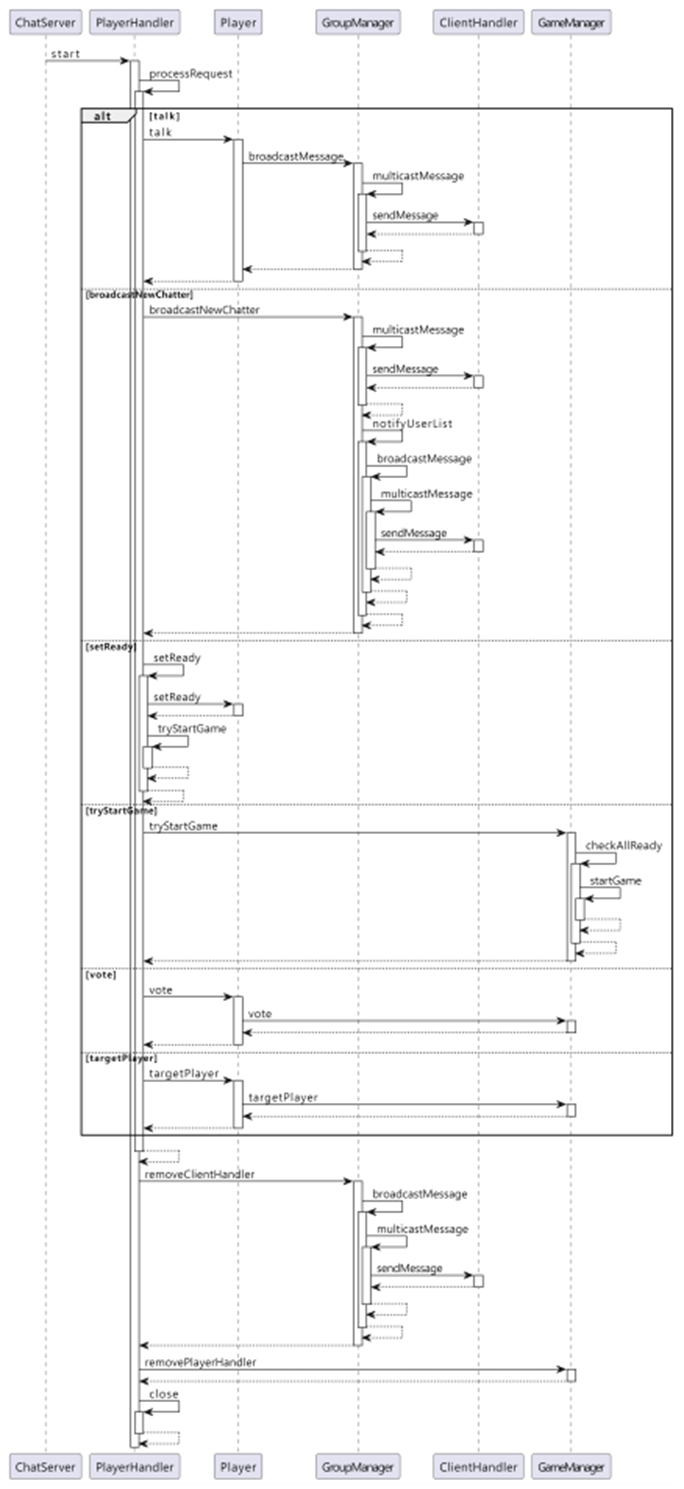 ChatServer PlayerHandler Player GroupManager ClientHandler GameManager
start
processRequest
alt [talk]
talk
broadcastMessage
multicastMessage
sendMessage
[broadcastNewChatter]
broadcastNewChatter
multicastMessage
sendMessage
notifyUserList
broadcastMessage
multicastMessage
sendMessage
[setReady]
setReady
setReady
tryStartGame
[tryStartGame]
tryStartGame
checkAllReady
startGame
[vote]
vote
vote
[targetPlayer]
targetPlayer
targetPlayer
removeClientHandler
broadcastMessage
multicastMessage
sendMessage
removePlayerHandler
close
ChatServer PlayerHandler Player GroupManager ClientHandler GameManager